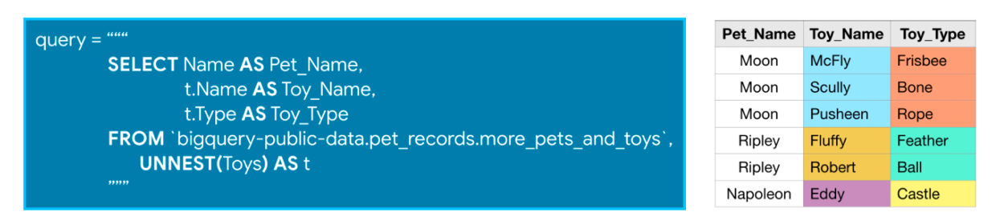 query = """
SELECT Name AS Pet_Name,
t.Name AS Toy_Name,
t.Type AS Toy_Type
FROM `bigquery-public-data.pet_records.more_pets_and_toys`,
UNNEST(Toys) AS t
"""
Pet_Name Toy_Name Toy_Type
Moon McFly Frisbee
Moon Scully Bone
Moon Pusheen Rope
Ripley Fluffy Feather
Ripley Robert Ball
Napoleon Eddy Castle